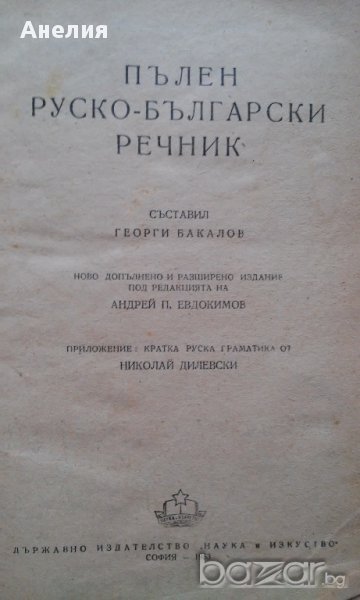 Анелия
ПЪЛЕН
РУСКО-БЪЛГАРСКИ
РЕЧНИК
СЪСТАВИЛ
ГЕОРГИ БАКАЛОВ
НОВО ДОПЪЛНЕНО И РАЗШИРЕНО ИЗДАНИЕ
ПОД РЕДАКЦИЯТА НА
АНДРЕЙ П. ЕВДОКИМОВ
ПРИЛОЖЕНИЕ: КРАТКА РУСКА ГРАМАТИКА ОТ
НИКОЛАЙ ДИЛЕВСКИ
ДЪРЖАВНО ИЗДАТЕЛСТВО „НАУКА И ИЗКУСТВО"
СОФИЯ —
bazar.bg